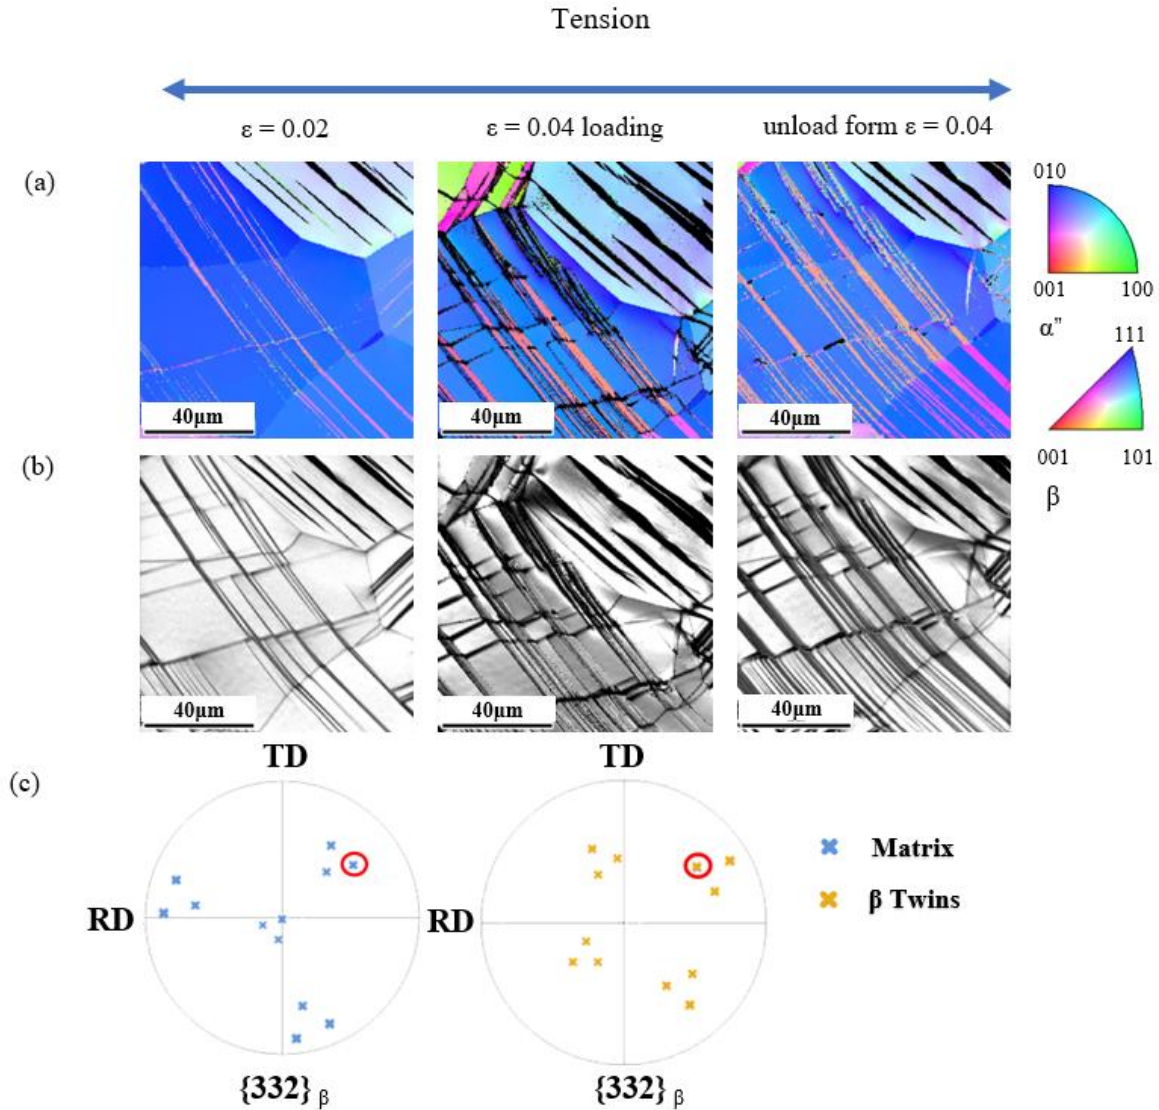 Tension
ε = 0.02
ε = 0.04 loading
unload form ε = 0.04
(a)
010
001
100
α”
111
40µm
40µm
40µm
(b)
001
101
β
40µm
40µm
40µm
(c)
TD
TD
RD
RD
Matrix
β Twins
{332} β
{332} β